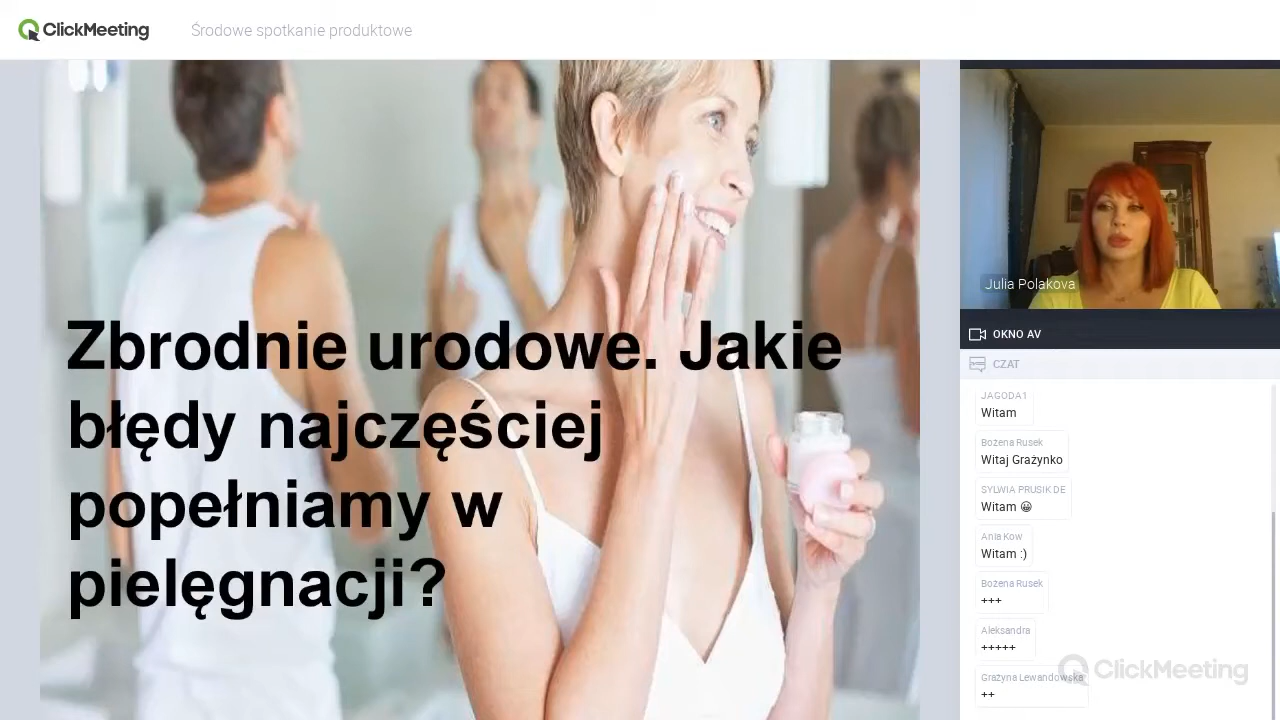 ClickMeeting
Środowe spotkanie produktowe
Zbrodnie urodowe. Jakie
błędy najczęściej
popełniamy w
pielęgnacji?
Julia Polakova
OKNO AV
CZAT
JAGODA1
Witam
Bożena Rusek
Witaj Grażynko
SYLWIA PRUSIK DE
Witam 😀
Ania Kow
Witam :)
Bożena Rusek
+++
Aleksandra
+++++
Grażyna Lewandowska
++
ClickMeeting